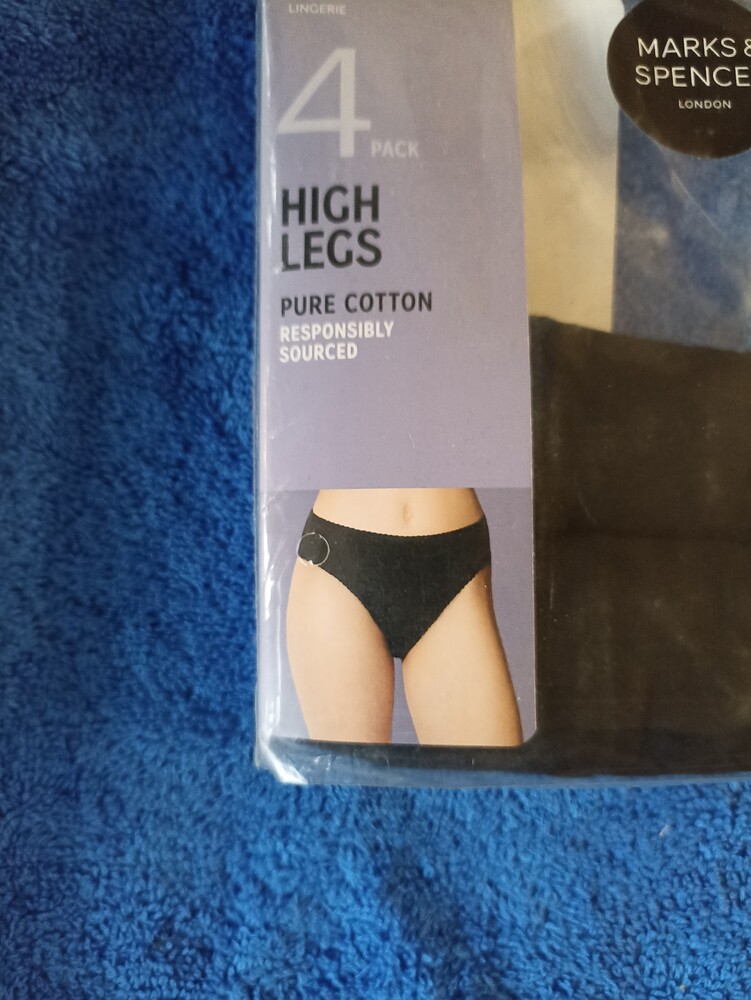 LINGERIE
4
PACK
HIGH
LEGS
PURE COTTON
RESPONSIBLY
SOURCED
MARKS &
SPENCE
LONDON